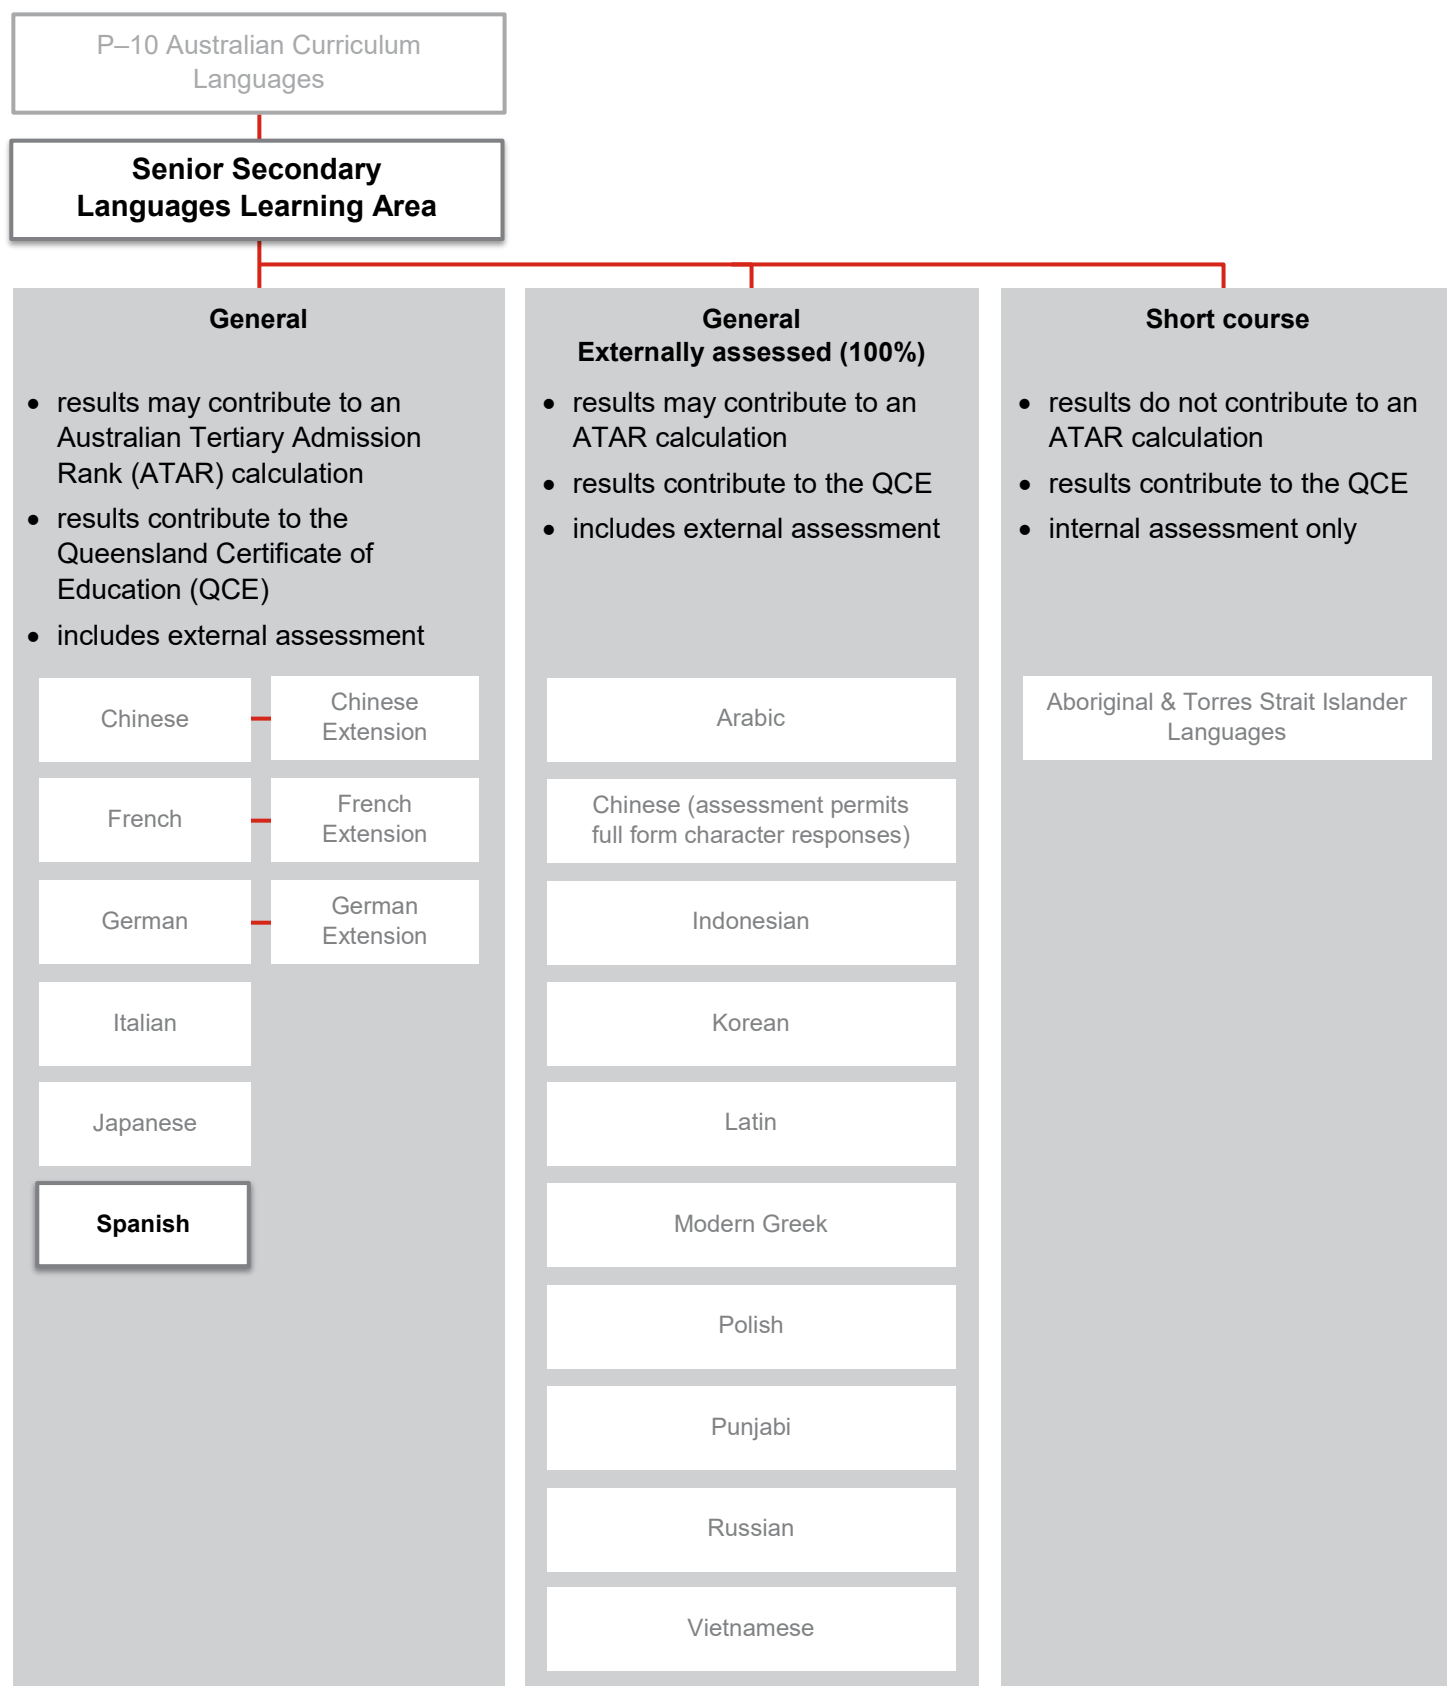 P–10 Australian Curriculum
Languages
Senior Secondary
Languages Learning Area
General
• results may contribute to an
Australian Tertiary Admission
Rank (ATAR) calculation
• results contribute to the
Queensland Certificate of
Education (QCE)
• includes external assessment
Chinese
Chinese
Extension
French
French
Extension
German
German
Extension
Italian
Japanese
Spanish
General
Externally assessed (100%)
• results may contribute to an
ATAR calculation
• results contribute to the QCE
• includes external assessment
Arabic
Chinese (assessment permits
full form character responses)
Indonesian
Korean
Latin
Modern Greek
Polish
Punjabi
Russian
Vietnamese
Short course
• results do not contribute to an
ATAR calculation
• results contribute to the QCE
• internal assessment only
Aboriginal & Torres Strait Islander
Languages